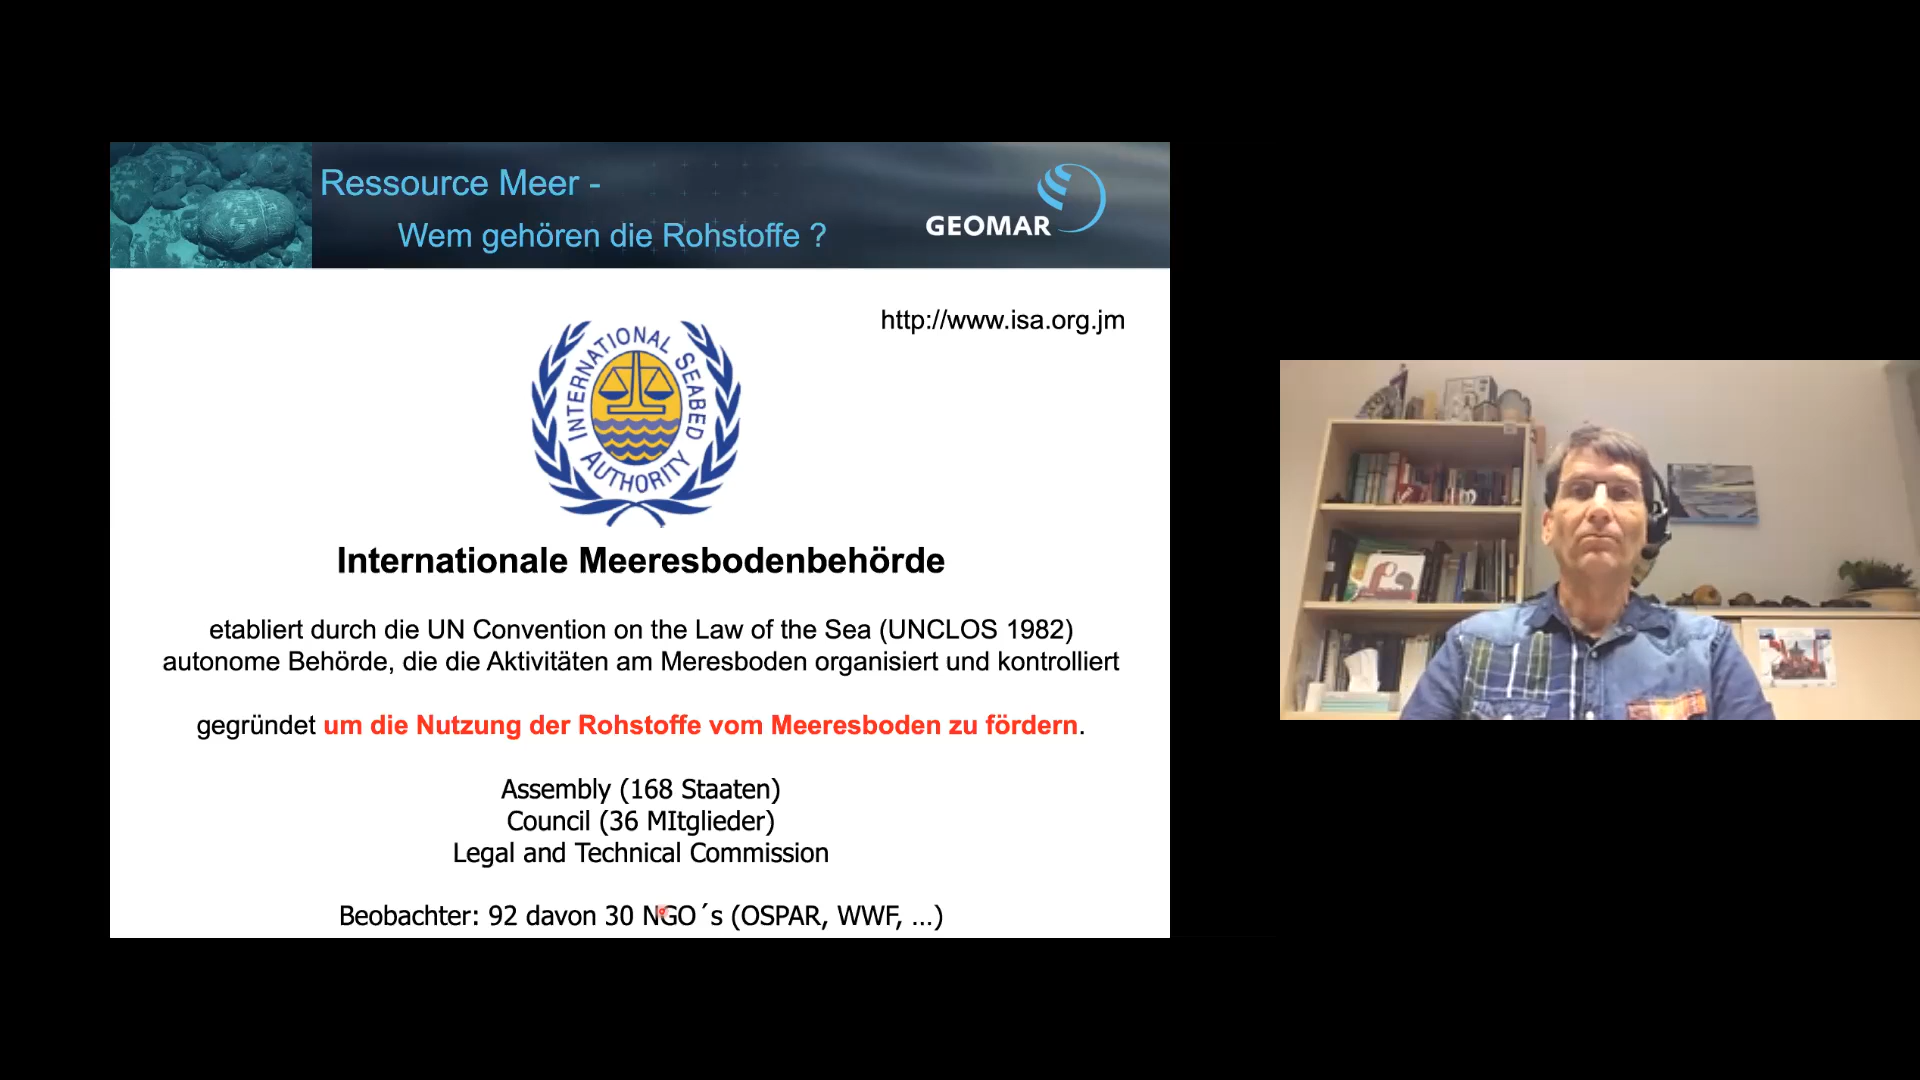 Ressource Meer -
Wem gehören die Rohstoffe ?
GEOMAR
http://www.isa.org.jm
INTERNATIONAL SEABED
AUTHORITY
Internationale Meeresbodenbehörde
etabliert durch die UN Convention on the Law of the Sea (UNCLOS 1982)
autonome Behörde, die die Aktivitäten am Meresboden organisiert und kontrolliert
gegründet um die Nutzung der Rohstoffe vom Meeresboden zu fördern.
Assembly (168 Staaten)
Council (36 MItglieder)
Legal and Technical Commission
Beobachter: 92 davon 30 NGO´s (OSPAR, WWF, ...)